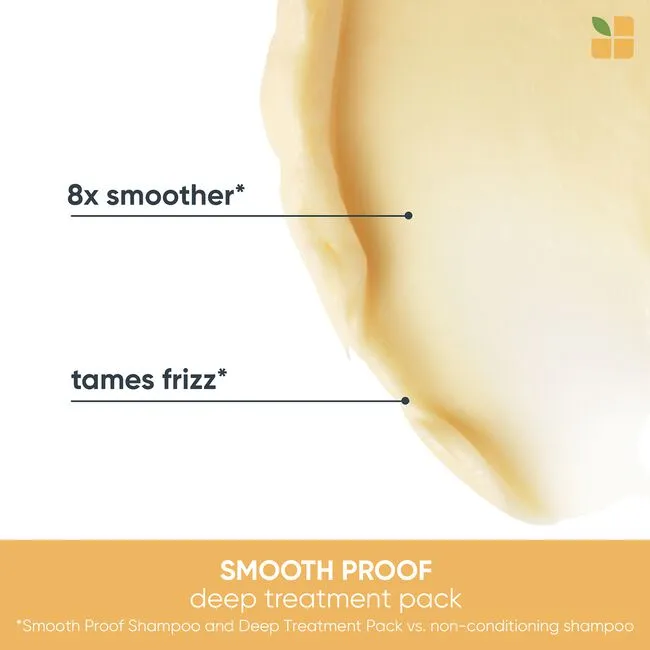 8x smoother*
tames frizz*
SMOOTH PROOF
deep treatment pack
*Smooth Proof Shampoo and Deep Treatment Pack vs. non-conditioning shampoo